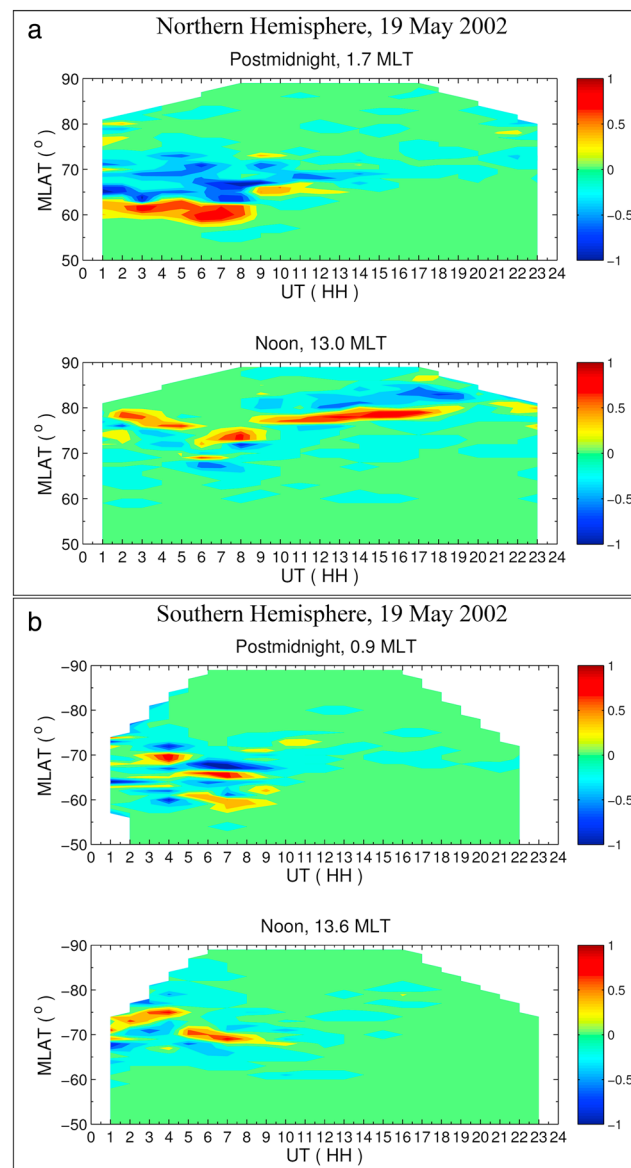 a
Northern Hemisphere, 19 May 2002
Postmidnight, 1.7 MLT
90
80
70
60
50
MLAT ( ° )
0 1 2 3 4 5 6 7 8 9 10 11 12 13 14 15 16 17 18 19 20 21 22 23 24
UT ( HH )
1
0.5
0
−0.5
−1
Noon, 13.0 MLT
90
80
70
60
50
MLAT ( ° )
0 1 2 3 4 5 6 7 8 9 10 11 12 13 14 15 16 17 18 19 20 21 22 23 24
UT ( HH )
1
0.5
0
−0.5
−1
b
Southern Hemisphere, 19 May 2002
Postmidnight, 0.9 MLT
−90
−80
−70
−60
−50
MLAT ( ° )
0 1 2 3 4 5 6 7 8 9 10 11 12 13 14 15 16 17 18 19 20 21 22 23 24
UT ( HH )
1
0.5
0
−0.5
−1
Noon, 13.6 MLT
−90
−80
−70
−60
−50
MLAT ( ° )
0 1 2 3 4 5 6 7 8 9 10 11 12 13 14 15 16 17 18 19 20 21 22 23 24
UT ( HH )
1
0.5
0
−0.5
−1